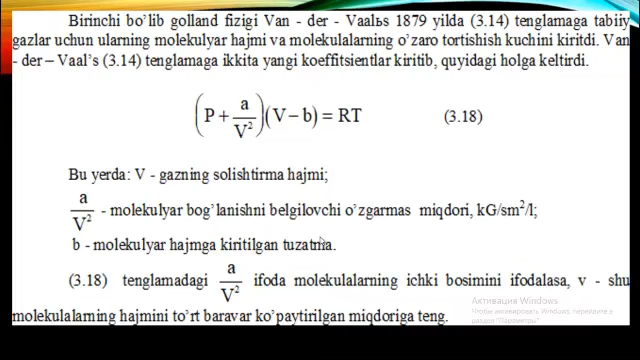 Birinchi bo'lib golland fizigi Van - der - Vaalьs 1879 yilda (3.14) tenglamaga tabiiy
gazlar uchun ularning molekulyar hajmi va molekulalarning o'zaro tortishish kuchini kiritdi. Van
- der – Vaal's (3.14) tenglamaga ikkita yangi koeffitsientlar kiritib, quyidagi holga keltirdi.
(P + a/V²)(V − b) = RT (3.18)
Bu yerda: V - gazning solishtirma hajmi;
a/V² - molekulyar bog'lanishni belgilovchi o'zgarmas miqdori, kG/sm²/l;
b - molekulyar hajmga kiritilgan tuzatma.
(3.18) tenglamadagi a/V² ifoda molekulalarning ichki bosimini ifodalasa, v - shu
molekulalarning hajmini to'rt baravar ko'paytirilgan miqdoriga teng.
Активация Windows
Чтобы активировать Windows, перейдите в
раздел "Параметры".